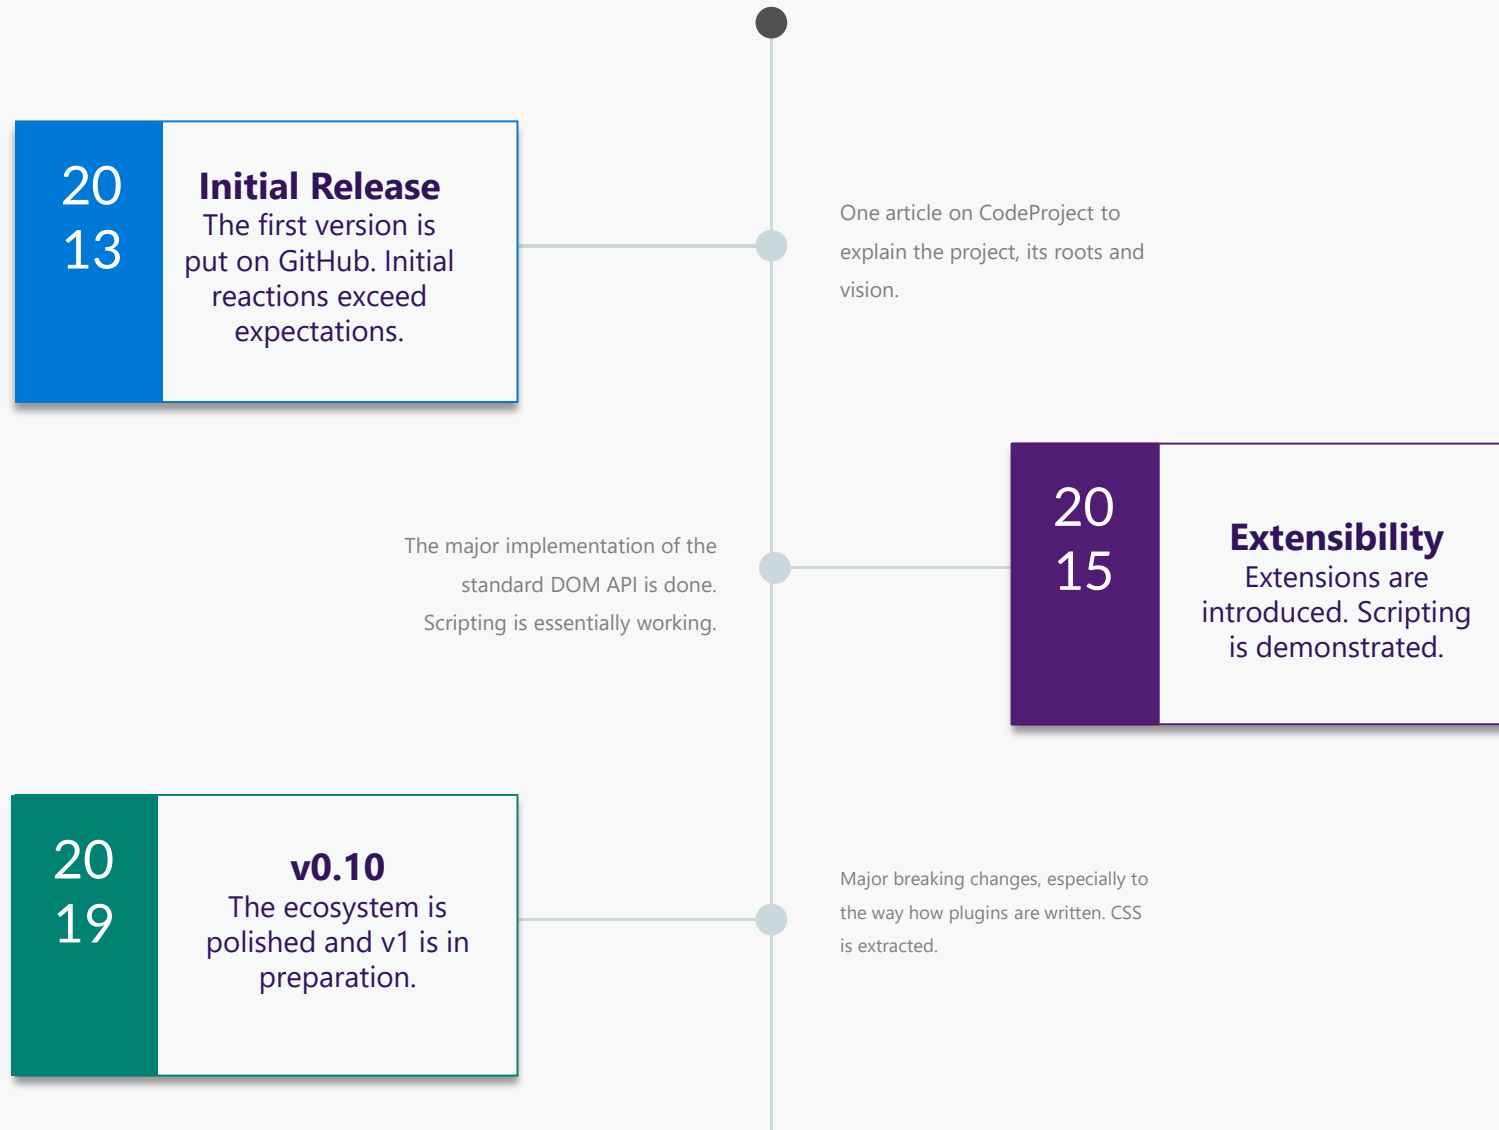 20
13
Initial Release
The first version is
put on GitHub. Initial
reactions exceed
expectations.
One article on CodeProject to
explain the project, its roots and
vision.
The major implementation of the
standard DOM API is done.
Scripting is essentially working.
20
15
Extensibility
Extensions are
introduced. Scripting
is demonstrated.
20
19
v0.10
The ecosystem is
polished and v1 is in
preparation.
Major breaking changes, especially to
the way how plugins are written. CSS
is extracted.